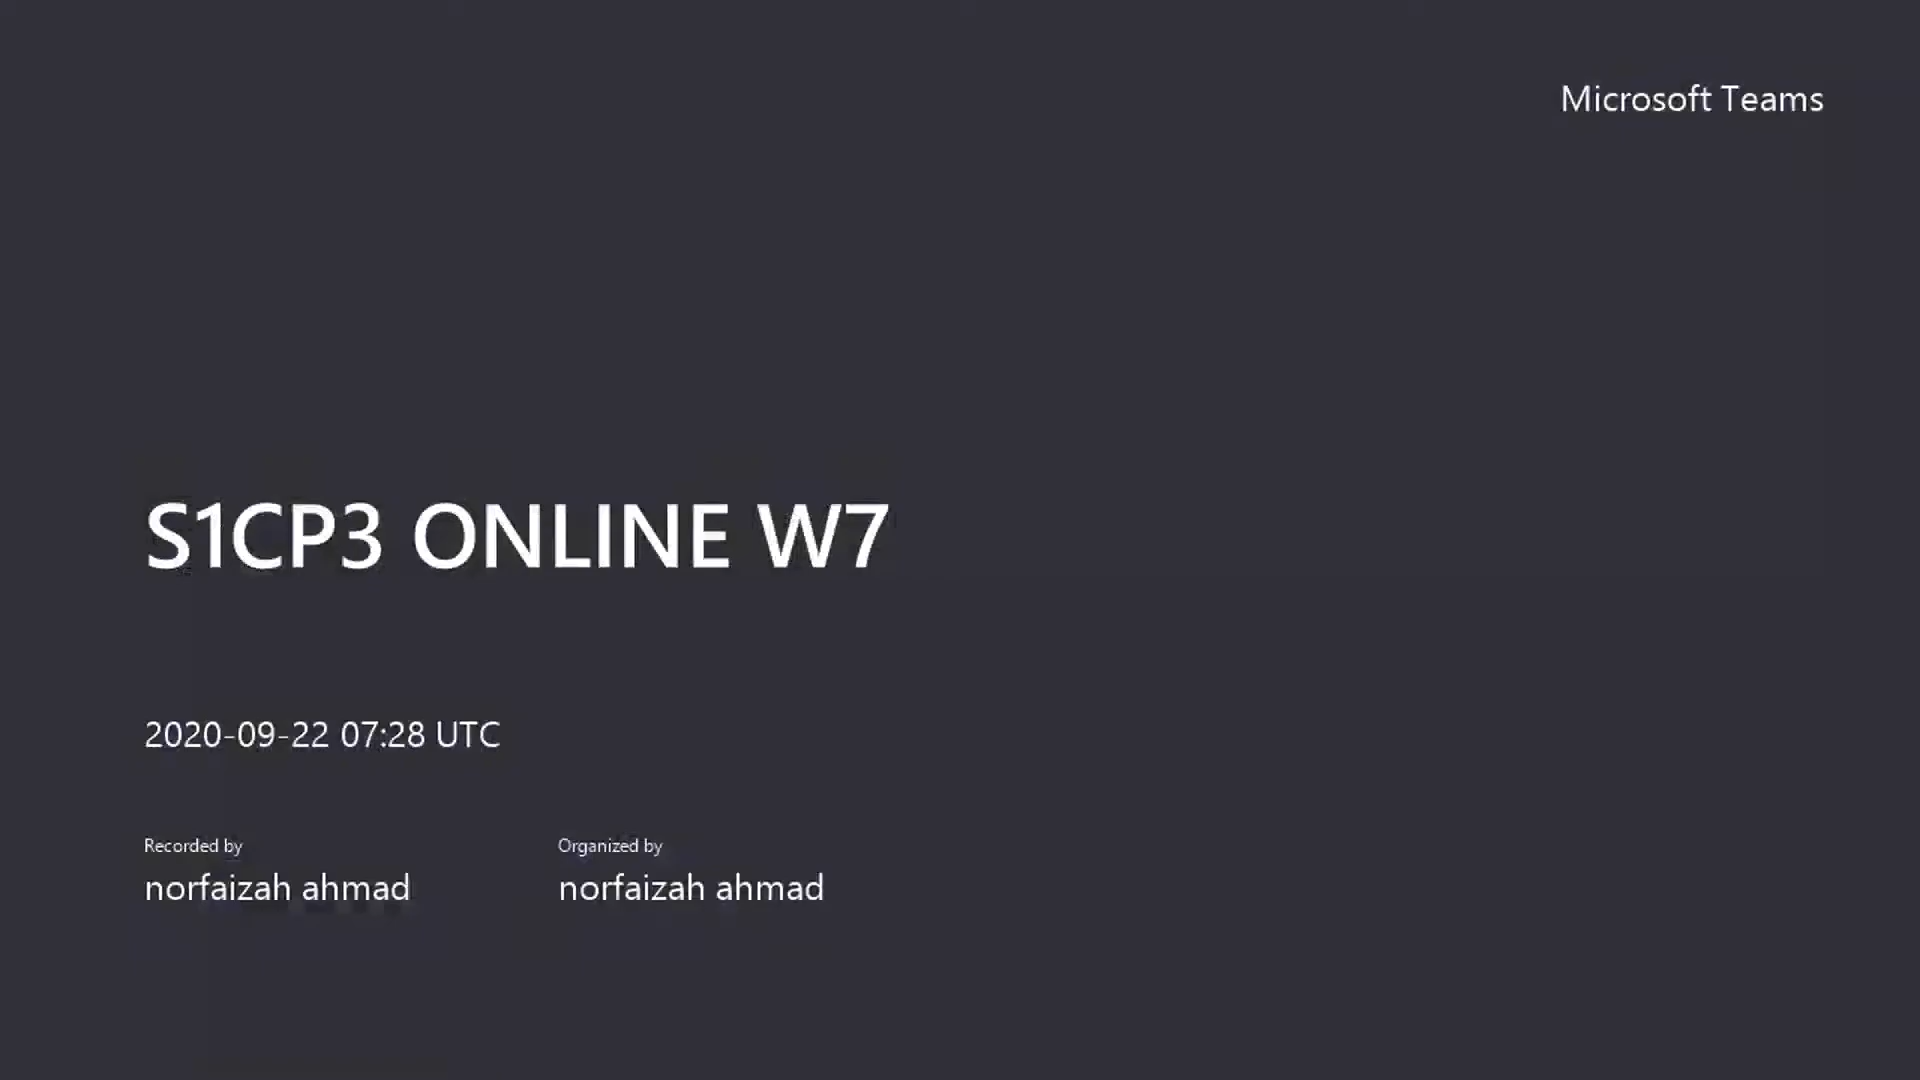 Microsoft Teams
S1CP3 ONLINE W7
2020-09-22 07:28 UTC
Recorded by
norfaizah ahmad
Organized by
norfaizah ahmad